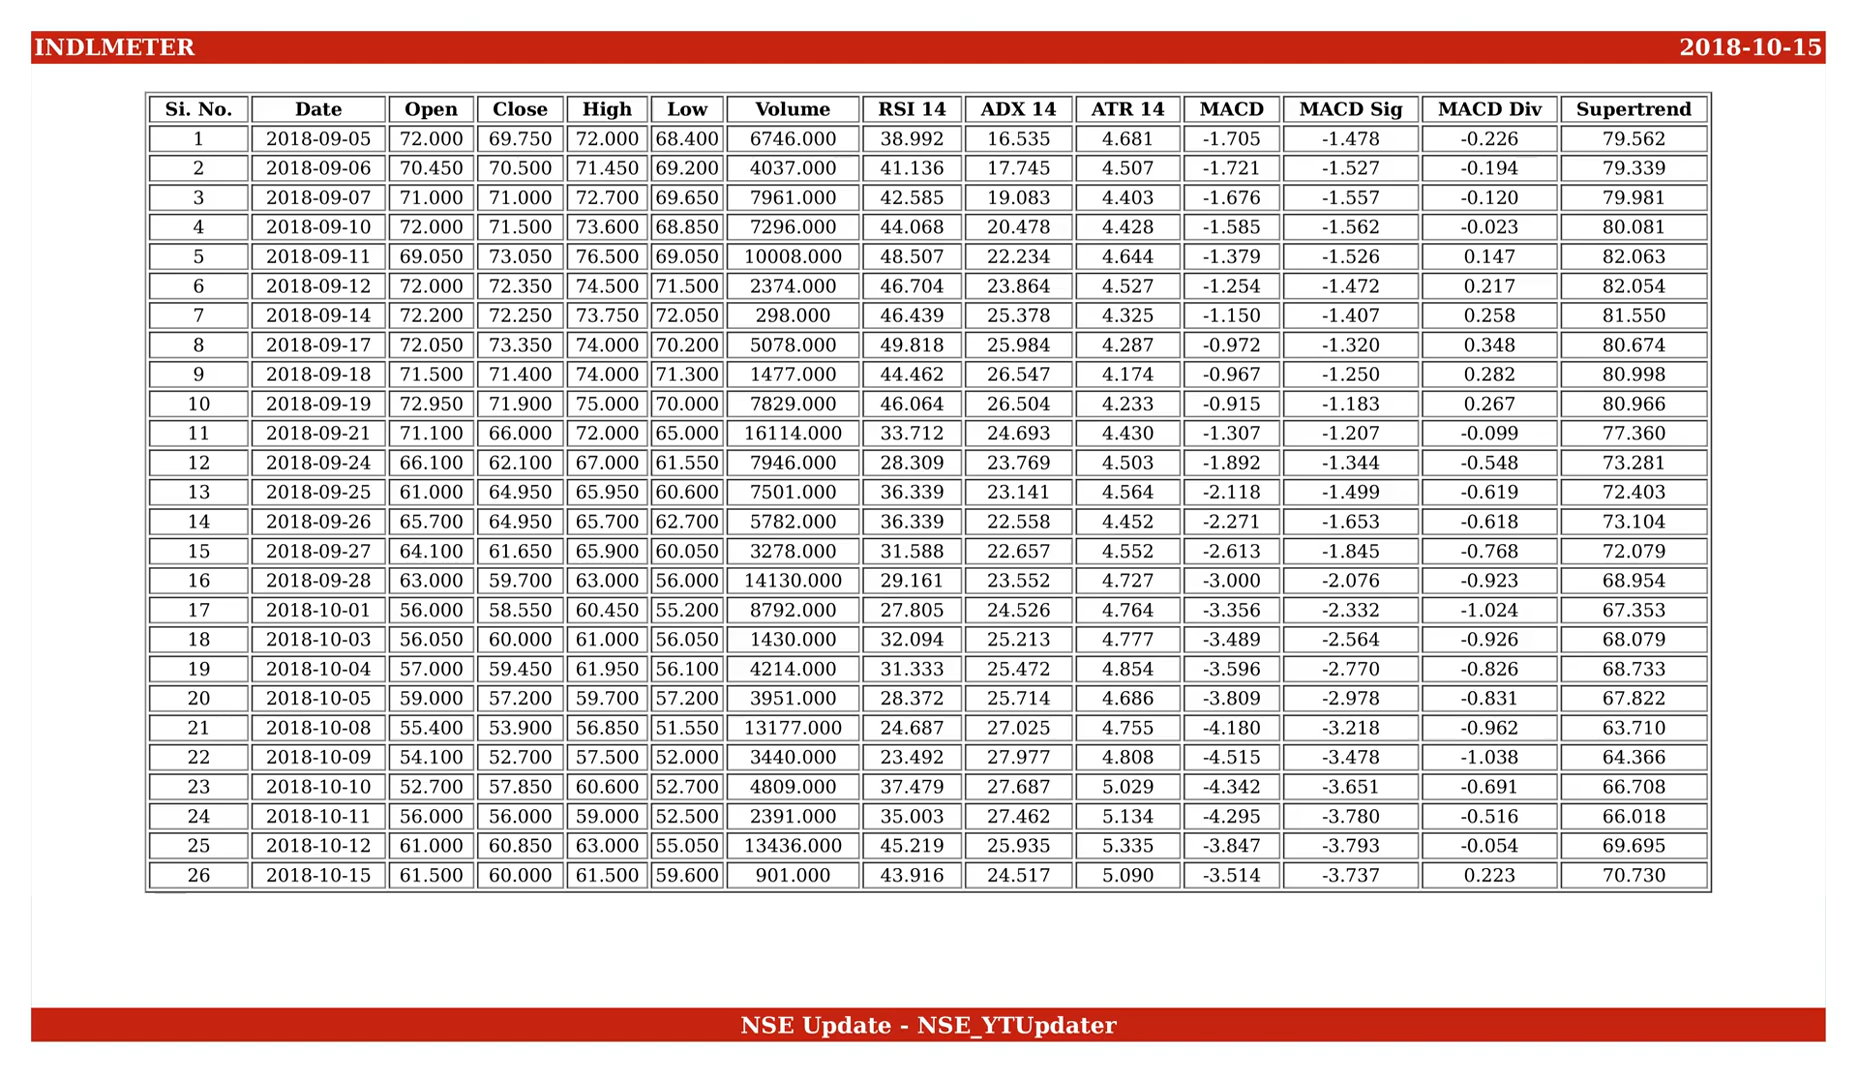 INDLMETER 2018-10-15
Si. No. Date Open Close High Low Volume RSI 14 ADX 14 ATR 14 MACD MACD Sig MACD Div Supertrend
1 2018-09-05 72.000 69.750 72.000 68.400 6746.000 38.992 16.535 4.681 -1.705 -1.478 -0.226 79.562
2 2018-09-06 70.450 70.500 71.450 69.200 4037.000 41.136 17.745 4.507 -1.721 -1.527 -0.194 79.339
3 2018-09-07 71.000 71.000 72.700 69.650 7961.000 42.585 19.083 4.403 -1.676 -1.557 -0.120 79.981
4 2018-09-10 72.000 71.500 73.600 68.850 7296.000 44.068 20.478 4.428 -1.585 -1.562 -0.023 80.081
5 2018-09-11 69.050 73.050 76.500 69.050 10008.000 48.507 22.234 4.644 -1.379 -1.526 0.147 82.063
6 2018-09-12 72.000 72.350 74.500 71.500 2374.000 46.704 23.864 4.527 -1.254 -1.472 0.217 82.054
7 2018-09-14 72.200 72.250 73.750 72.050 298.000 46.439 25.378 4.325 -1.150 -1.407 0.258 81.550
8 2018-09-17 72.050 73.350 74.000 70.200 5078.000 49.818 25.984 4.287 -0.972 -1.320 0.348 80.674
9 2018-09-18 71.500 71.400 74.000 71.300 1477.000 44.462 26.547 4.174 -0.967 -1.250 0.282 80.998
10 2018-09-19 72.950 71.900 75.000 70.000 7829.000 46.064 26.504 4.233 -0.915 -1.183 0.267 80.966
11 2018-09-21 71.100 66.000 72.000 65.000 16114.000 33.712 24.693 4.430 -1.307 -1.207 -0.099 77.360
12 2018-09-24 66.100 62.100 67.000 61.550 7946.000 28.309 23.769 4.503 -1.892 -1.344 -0.548 73.281
13 2018-09-25 61.000 64.950 65.950 60.600 7501.000 36.339 23.141 4.564 -2.118 -1.499 -0.619 72.403
14 2018-09-26 65.700 64.950 65.700 62.700 5782.000 36.339 22.558 4.452 -2.271 -1.653 -0.618 73.104
15 2018-09-27 64.100 61.650 65.900 60.050 3278.000 31.588 22.657 4.552 -2.613 -1.845 -0.768 72.079
16 2018-09-28 63.000 59.700 63.000 56.000 14130.000 29.161 23.552 4.727 -3.000 -2.076 -0.923 68.954
17 2018-10-01 56.000 58.550 60.450 55.200 8792.000 27.805 24.526 4.764 -3.356 -2.332 -1.024 67.353
18 2018-10-03 56.050 60.000 61.000 56.050 1430.000 32.094 25.213 4.777 -3.489 -2.564 -0.926 68.079
19 2018-10-04 57.000 59.450 61.950 56.100 4214.000 31.333 25.472 4.854 -3.596 -2.770 -0.826 68.733
20 2018-10-05 59.000 57.200 59.700 57.200 3951.000 28.372 25.714 4.686 -3.809 -2.978 -0.831 67.822
21 2018-10-08 55.400 53.900 56.850 51.550 13177.000 24.687 27.025 4.755 -4.180 -3.218 -0.962 63.710
22 2018-10-09 54.100 52.700 57.500 52.000 3440.000 23.492 27.977 4.808 -4.515 -3.478 -1.038 64.366
23 2018-10-10 52.700 57.850 60.600 52.700 4809.000 37.479 27.687 5.029 -4.342 -3.651 -0.691 66.708
24 2018-10-11 56.000 56.000 59.000 52.500 2391.000 35.003 27.462 5.134 -4.295 -3.780 -0.516 66.018
25 2018-10-12 61.000 60.850 63.000 55.050 13436.000 45.219 25.935 5.335 -3.847 -3.793 -0.054 69.695
26 2018-10-15 61.500 60.000 61.500 59.600 901.000 43.916 24.517 5.090 -3.514 -3.737 0.223 70.730
NSE Update - NSE_YTUpdater